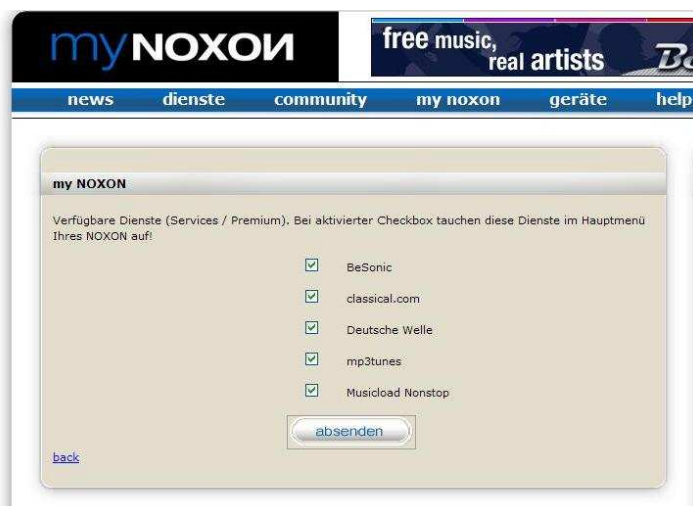 my NOXON
free music,
real artists
news dienste community my noxon geräte help
my NOXON
Verfügbare Dienste (Services / Premium). Bei aktivierter Checkbox tauchen diese Dienste im Hauptmenü
Ihres NOXON auf!
BeSonic
classical.com
Deutsche Welle
mp3tunes
Musicload Nonstop
absenden
back